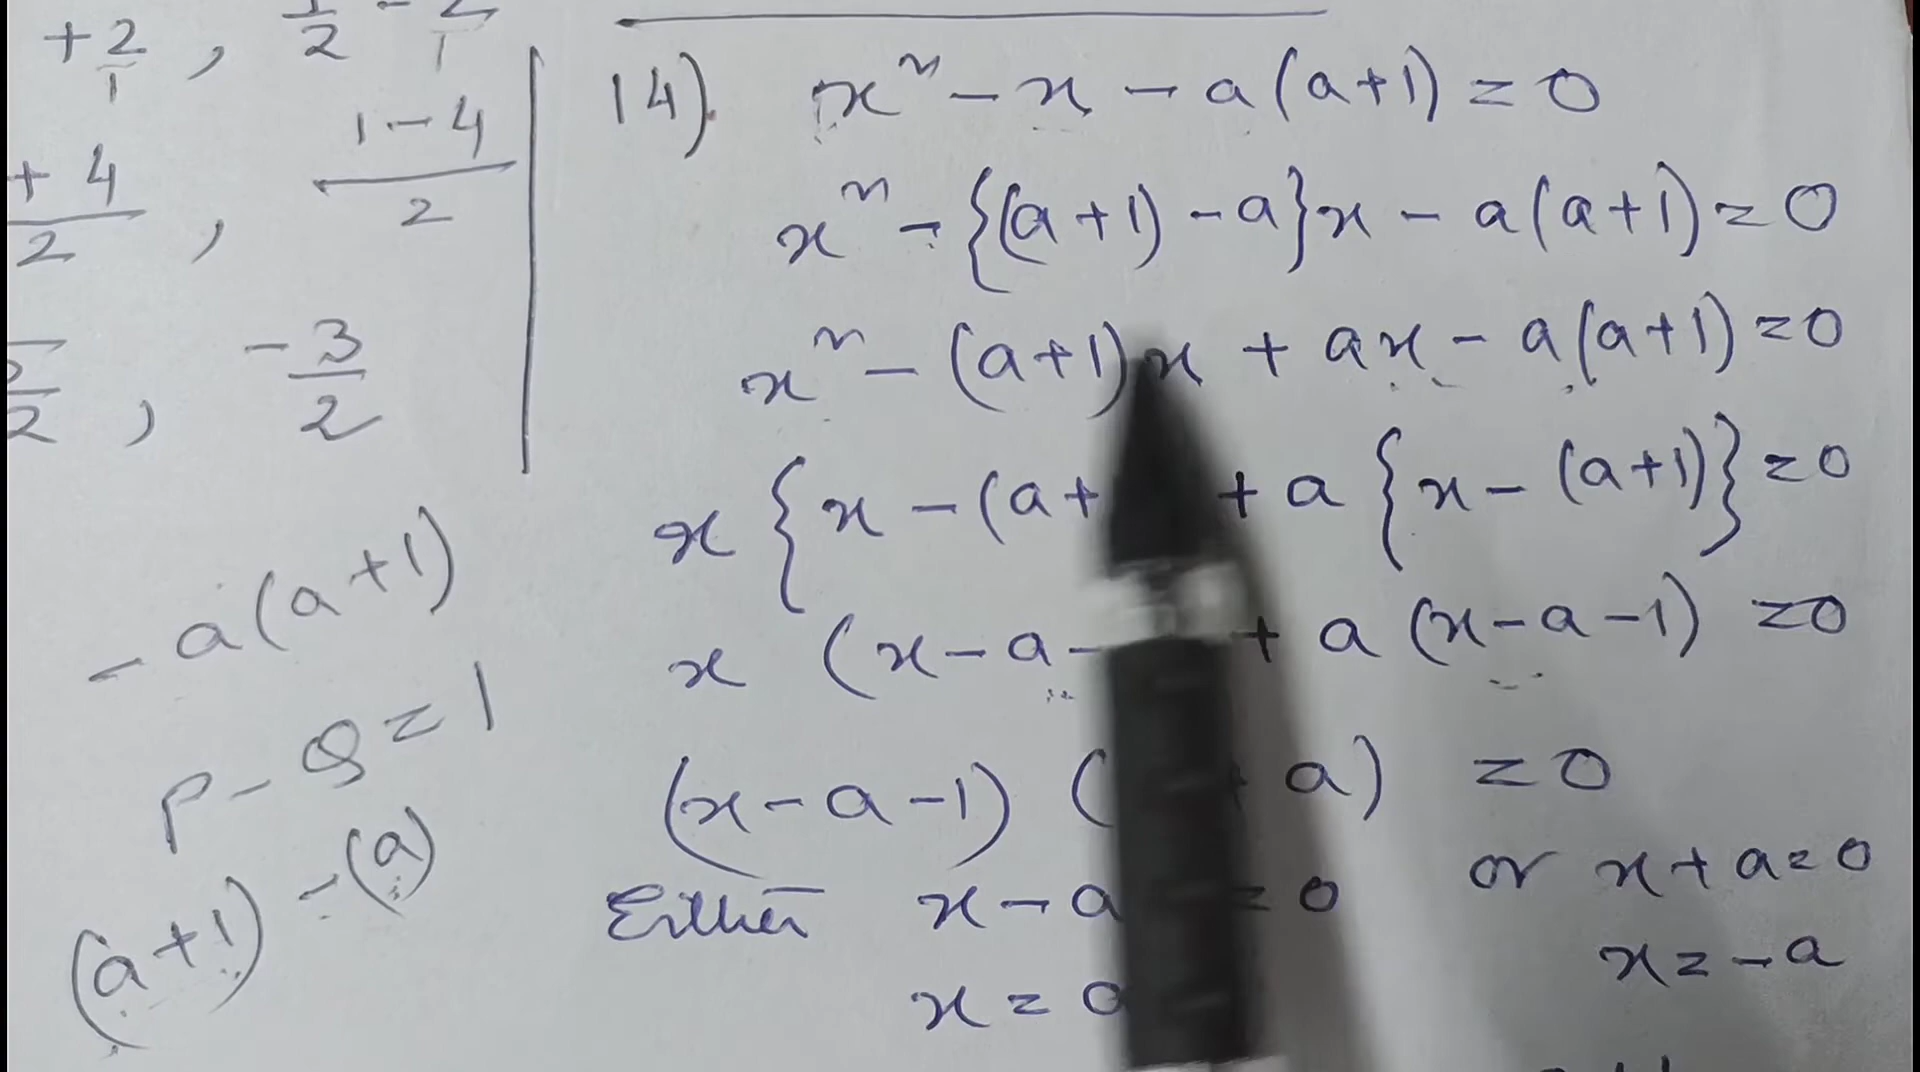 +2/1 , 1/2 - 2/1
+4/2 , 1-4/2
/2 , -3/2
-a(a+1)
P-Q=1
(a+1)-(a)
14). x² - x - a(a+1) = 0
x² - {(a+1) - a}x - a(a+1) = 0
x² - (a+1)x + ax - a(a+1) = 0
x {x - (a+ + a {x - (a+1)} = 0
x (x - a - + a (x - a - 1) = 0
(x - a - 1) ( + a) = 0
Either x - a = 0 or x + a = 0
x = a x = -a